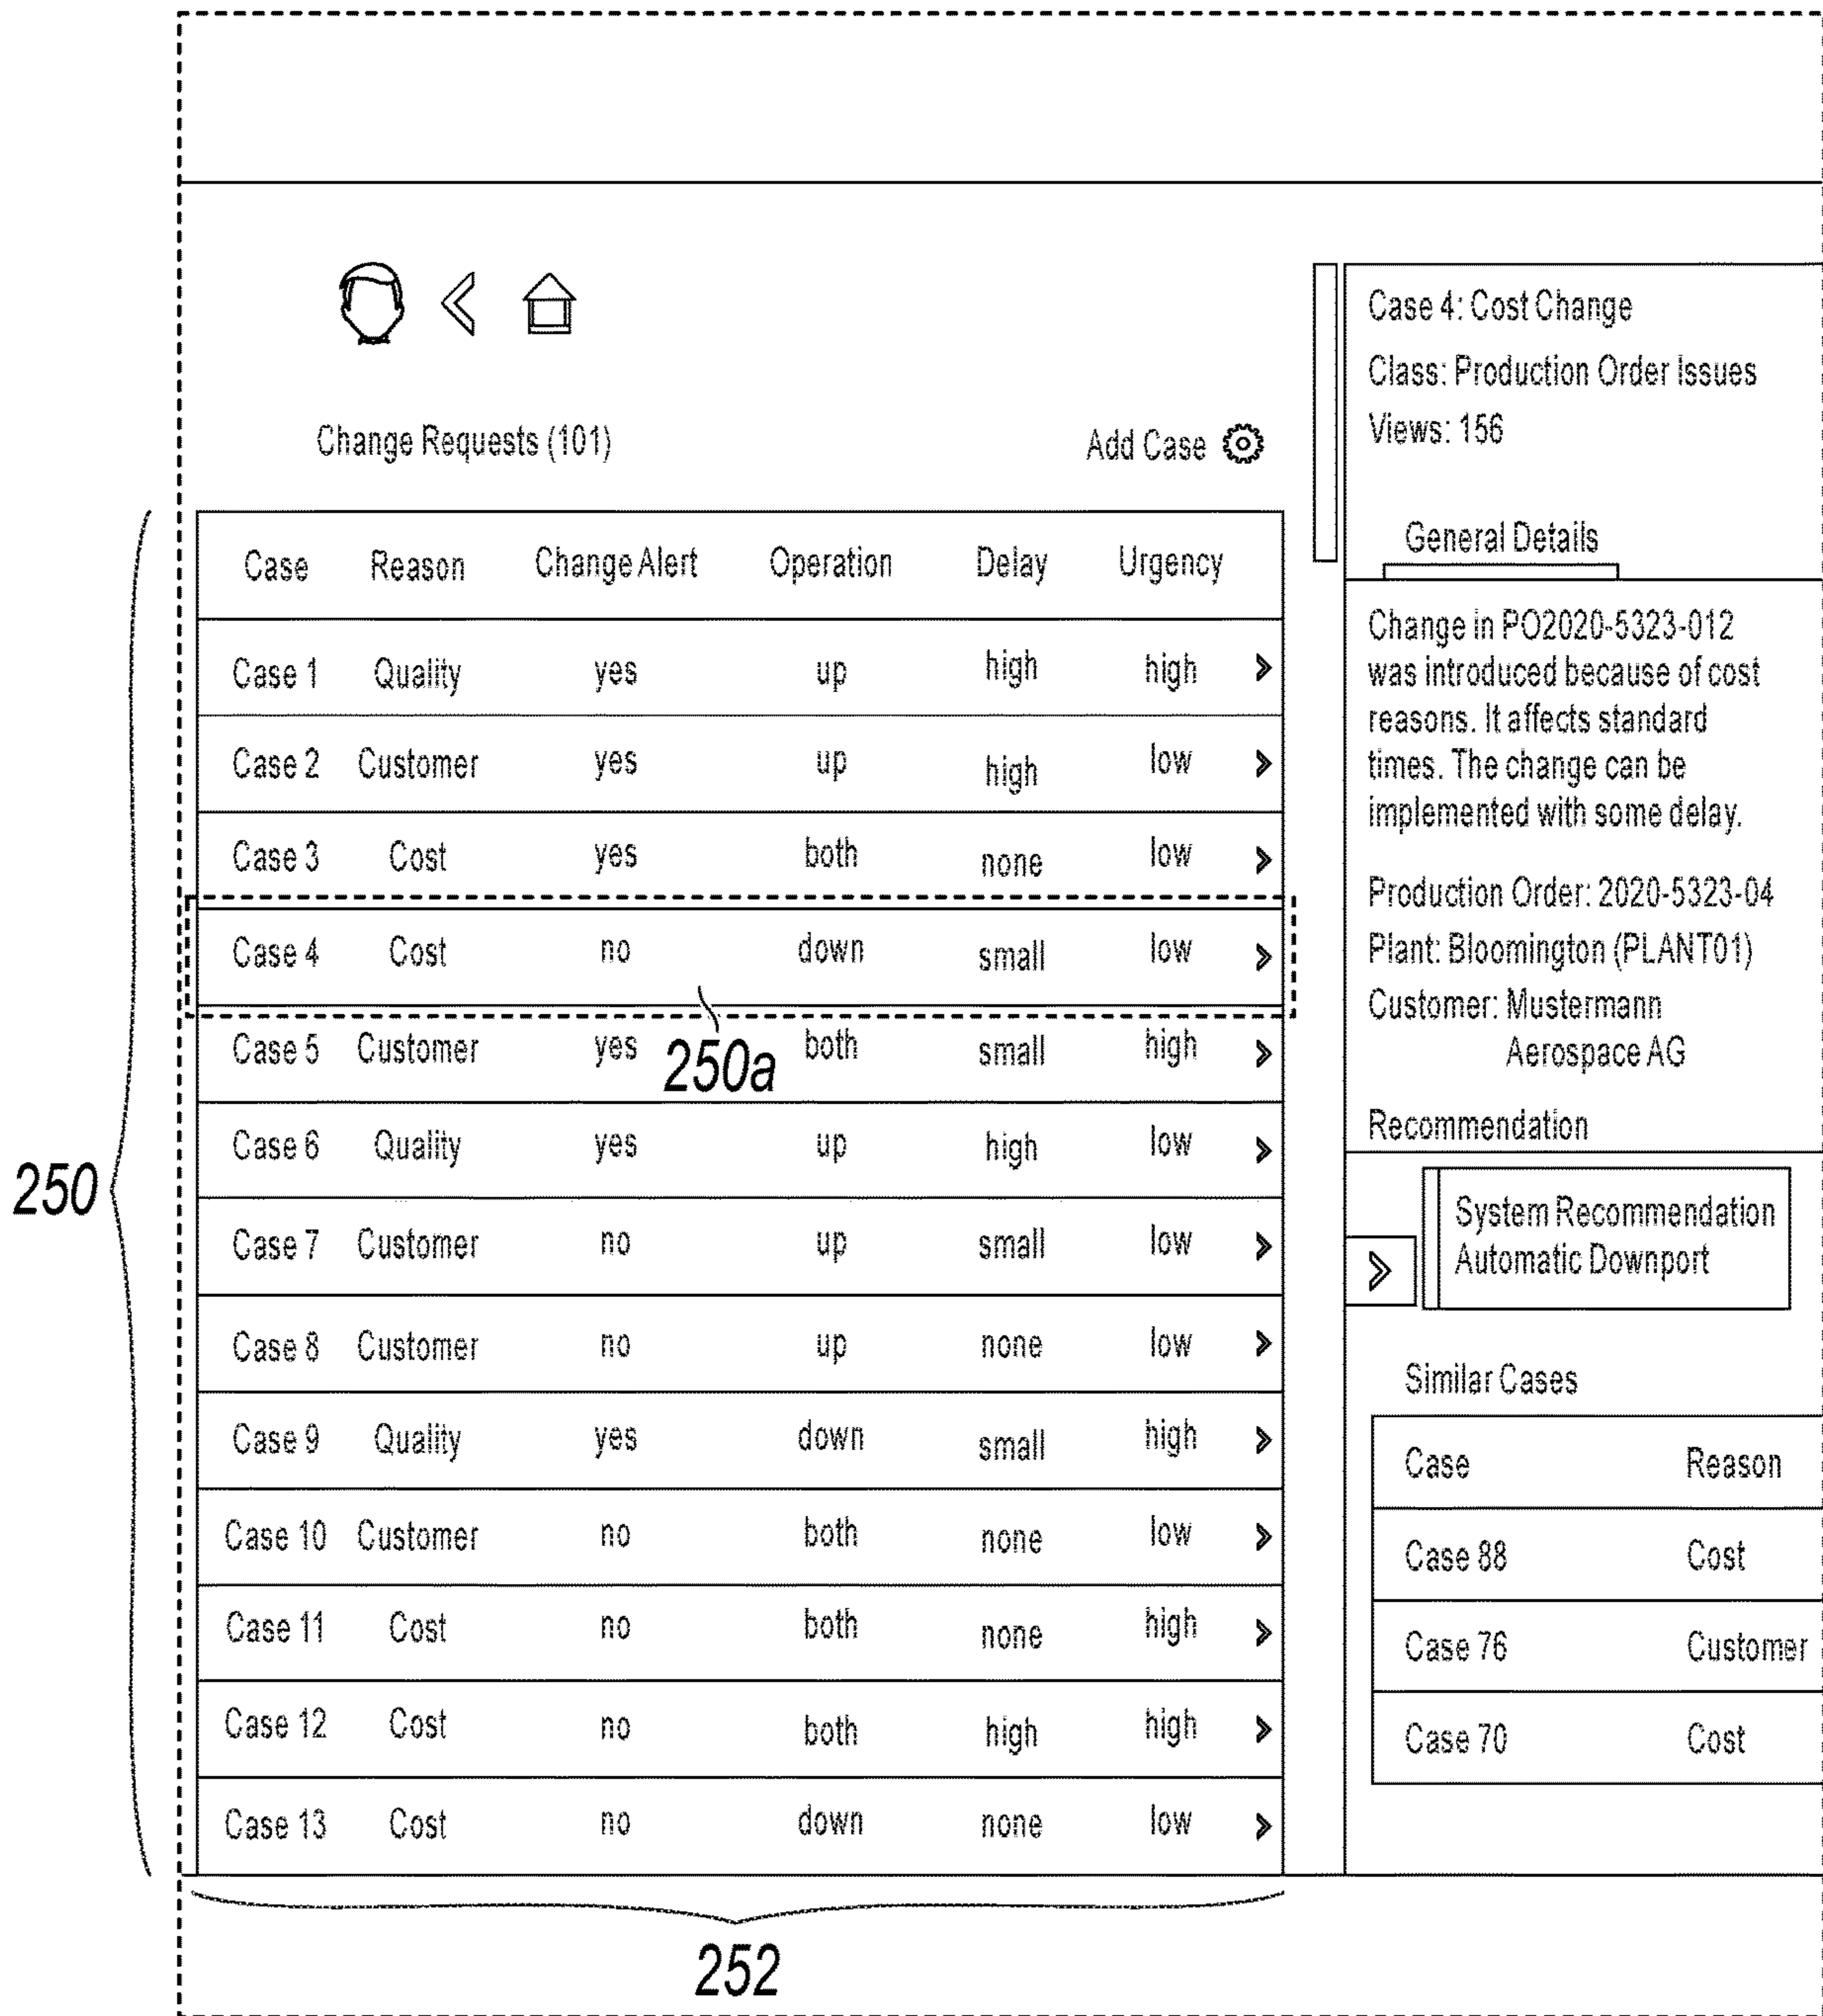 Change Requests (101)
Add Case
Case Reason Change Alert Operation Delay Urgency
Case 1 Quality yes up high high
Case 2 Customer yes up high low
Case 3 Cost yes both none low
Case 4 Cost no down small low
250a
Case 5 Customer yes both small high
Case 6 Quality yes up high low
Case 7 Customer no up small low
Case 8 Customer no up none low
Case 9 Quality yes down small high
Case 10 Customer no both none low
Case 11 Cost no both none high
Case 12 Cost no both high high
Case 13 Cost no down none low
250
252
Case 4: Cost Change
Class: Production Order Issues
Views: 156
General Details
Change in PO2020-5323-012
was introduced because of cost
reasons. It affects standard
times. The change can be
implemented with some delay.
Production Order: 2020-5323-04
Plant: Bloomington (PLANT01)
Customer: Mustermann
Aerospace AG
Recommendation
System Recommendation
Automatic Downport
Similar Cases
Case Reason
Case 88 Cost
Case 76 Customer
Case 70 Cost